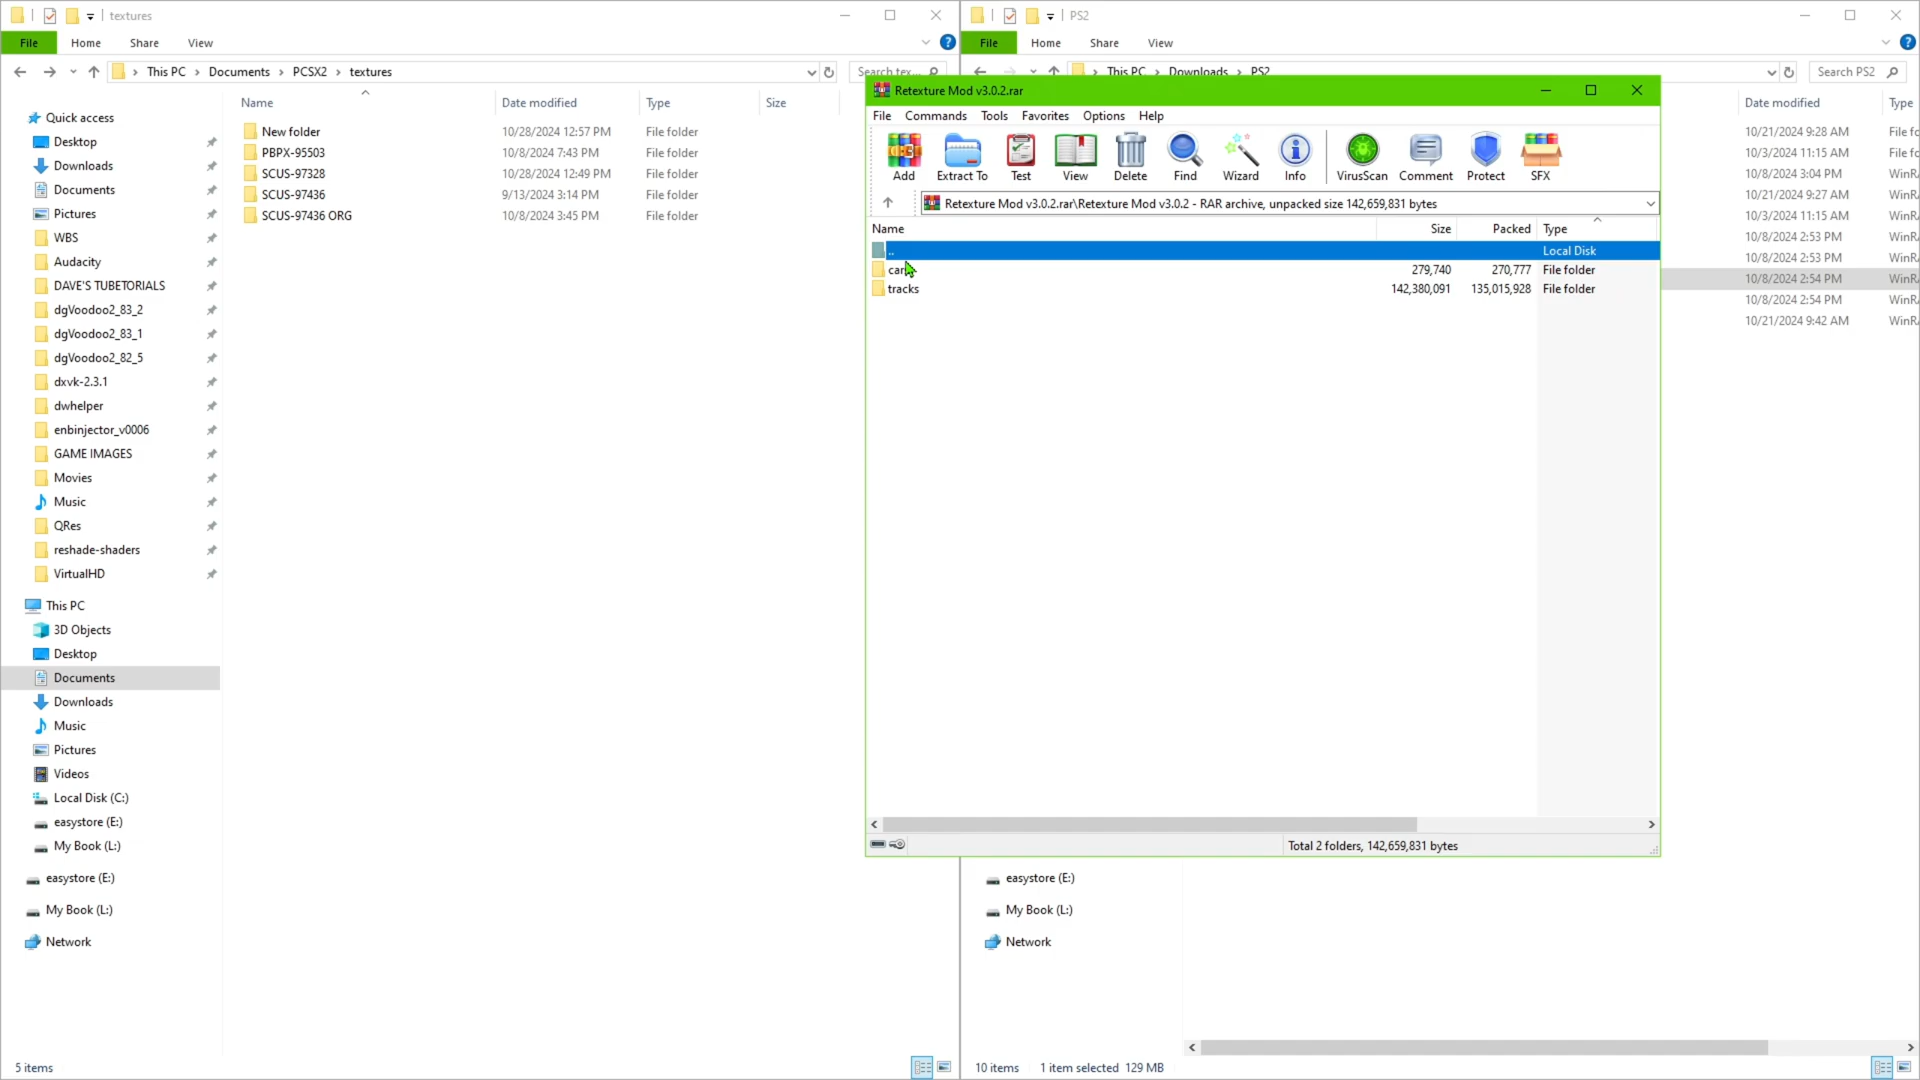 textures
File Home Share View
This PC > Documents > PCSX2 > textures
Search tex...
Name Date modified Type Size
Quick access
Desktop
Downloads
Documents
Pictures
WBS
Audacity
DAVE'S TUBETORIALS
dgVoodoo2_83_2
dgVoodoo2_83_1
dgVoodoo2_82_5
dxvk-2.3.1
dwhelper
enbinjector_v0006
GAME IMAGES
Movies
Music
QRes
reshade-shaders
VirtualHD
This PC
3D Objects
Desktop
Documents
Downloads
Music
Pictures
Videos
Local Disk (C:)
easystore (E:)
My Book (L:)
easystore (E:)
My Book (L:)
Network
New folder 10/28/2024 12:57 PM File folder
PBPX-95503 10/8/2024 7:43 PM File folder
SCUS-97328 10/28/2024 12:49 PM File folder
SCUS-97436 9/13/2024 3:14 PM File folder
SCUS-97436 ORG 10/8/2024 3:45 PM File folder
5 items
PS2
File Home Share View
This PC > Downloads > PS2
Search PS2
Date modified Type
10/21/2024 9:28 AM File fo
10/3/2024 11:15 AM File fo
10/8/2024 3:04 PM WinRA
10/21/2024 9:27 AM WinRA
10/3/2024 11:15 AM WinRA
10/8/2024 2:53 PM WinRA
10/8/2024 2:53 PM WinRA
10/8/2024 2:54 PM WinRA
10/8/2024 2:54 PM WinRA
10/21/2024 9:42 AM WinRA
easystore (E:)
My Book (L:)
Network
10 items 1 item selected 129 MB
Retexture Mod v3.0.2.rar
File Commands Tools Favorites Options Help
Add Extract To Test View Delete Find Wizard Info VirusScan Comment Protect SFX
Retexture Mod v3.0.2.rar\Retexture Mod v3.0.2 - RAR archive, unpacked size 142,659,831 bytes
Name Size Packed Type
.. Local Disk
279,740 270,777 File folder
tracks 142,380,091 135,015,928 File folder
Total 2 folders, 142,659,831 bytes